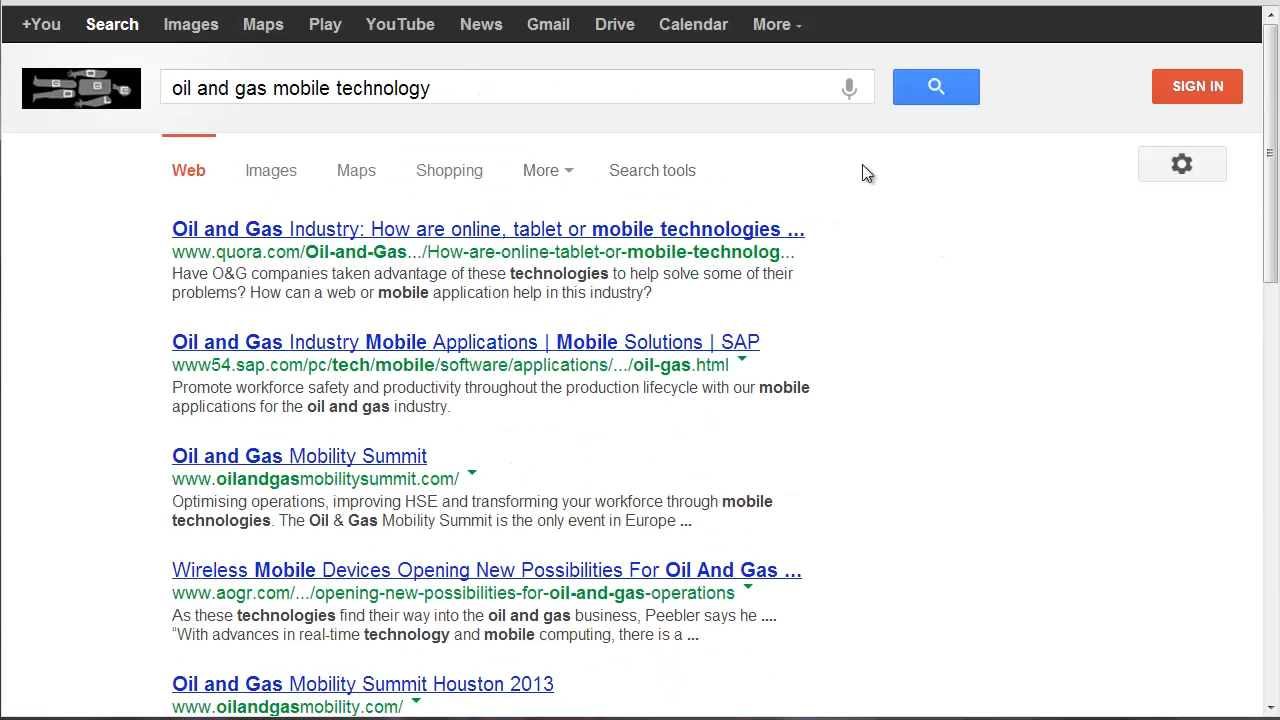 +You Search Images Maps Play YouTube News Gmail Drive Calendar More
oil and gas mobile technology
SIGN IN
Web Images Maps Shopping More Search tools
Oil and Gas Industry: How are online, tablet or mobile technologies ...
www.quora.com/Oil-and-Gas.../How-are-online-tablet-or-mobile-technolog...
Have O&G companies taken advantage of these technologies to help solve some of their
problems? How can a web or mobile application help in this industry?
Oil and Gas Industry Mobile Applications | Mobile Solutions | SAP
www54.sap.com/pc/tech/mobile/software/applications/.../oil-gas.html
Promote workforce safety and productivity throughout the production lifecycle with our mobile
applications for the oil and gas industry.
Oil and Gas Mobility Summit
www.oilandgasmobilitysummit.com/
Optimising operations, improving HSE and transforming your workforce through mobile
technologies. The Oil & Gas Mobility Summit is the only event in Europe ...
Wireless Mobile Devices Opening New Possibilities For Oil And Gas ...
www.aogr.com/.../opening-new-possibilities-for-oil-and-gas-operations
As these technologies find their way into the oil and gas business, Peebler says he ....
“With advances in real-time technology and mobile computing, there is a ...
Oil and Gas Mobility Summit Houston 2013
www.oilandgasmobility.com/